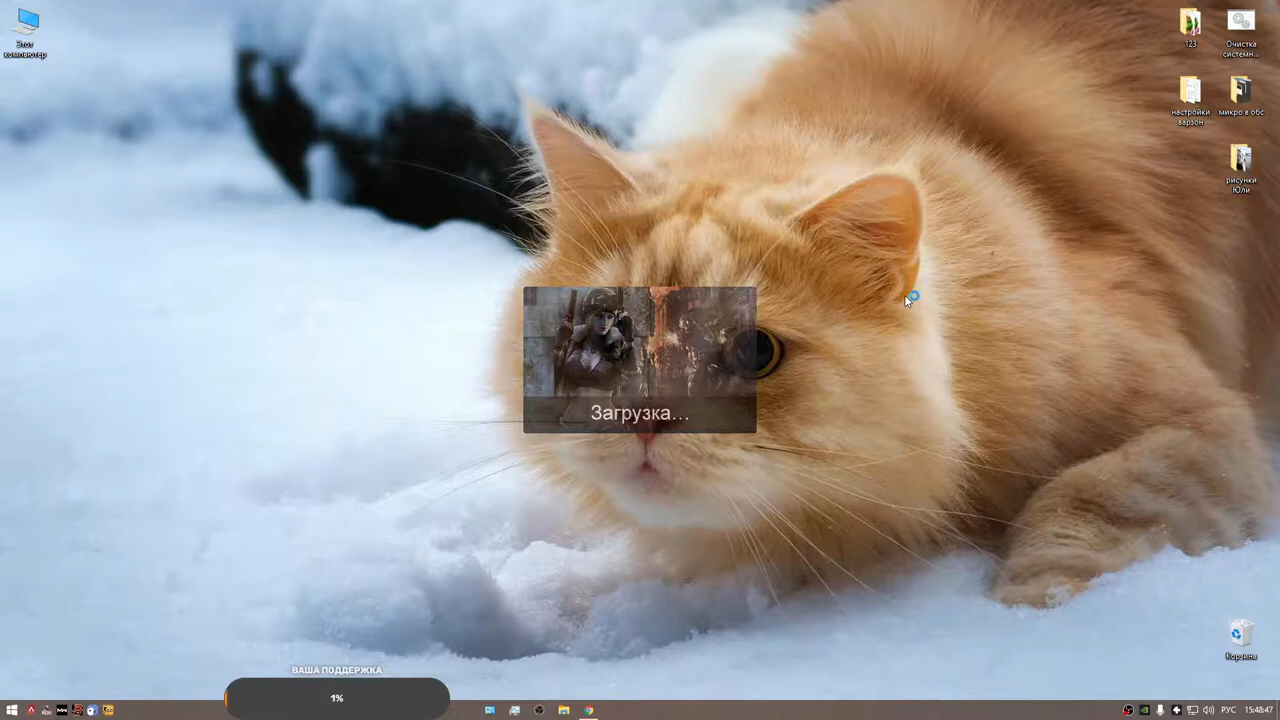 Этот
компьютер
123
Очистка
системн...
настройки
варзон
микро в обс
рисунки
Юли
Загрузка...
Корзина
ВАША ПОДДЕРЖКА
1%
РУС
15:48:47